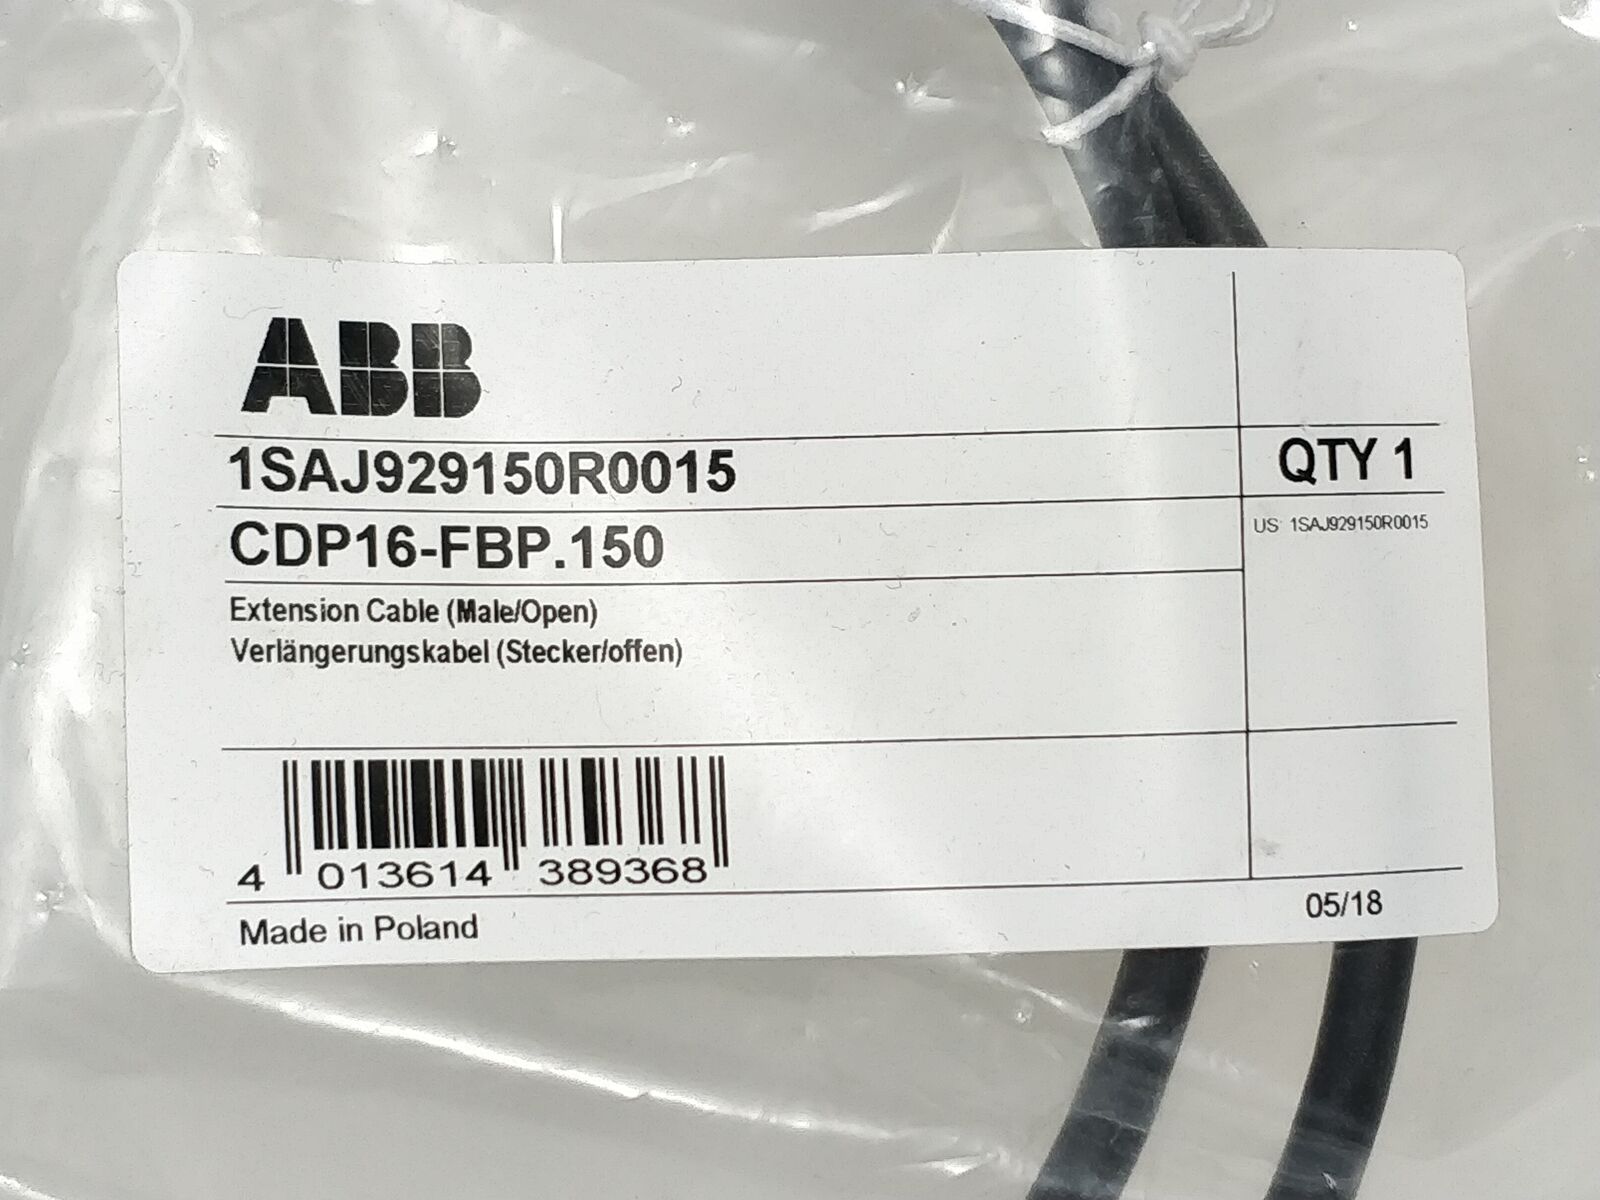 ABB
1SAJ929150R0015
QTY 1
CDP16-FBP.150
US: 1SAJ929150R0015
Extension Cable (Male/Open)
Verlängerungskabel (Stecker/offen)
4 013614 389368
Made in Poland
05/18